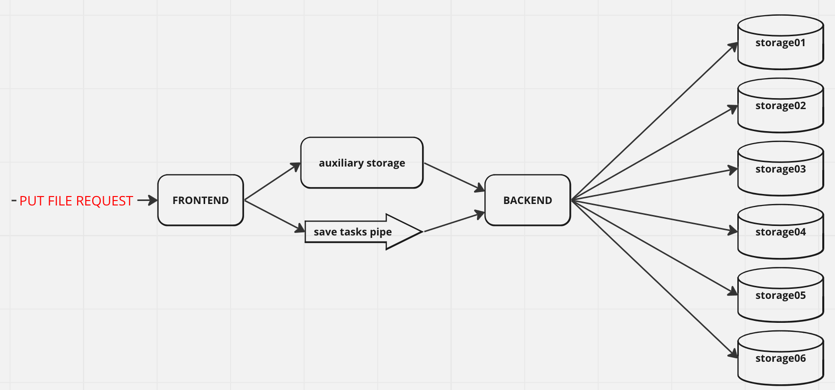 PUT FILE REQUEST
FRONTEND
auxiliary storage
save tasks pipe
BACKEND
storage01
storage02
storage03
storage04
storage05
storage06